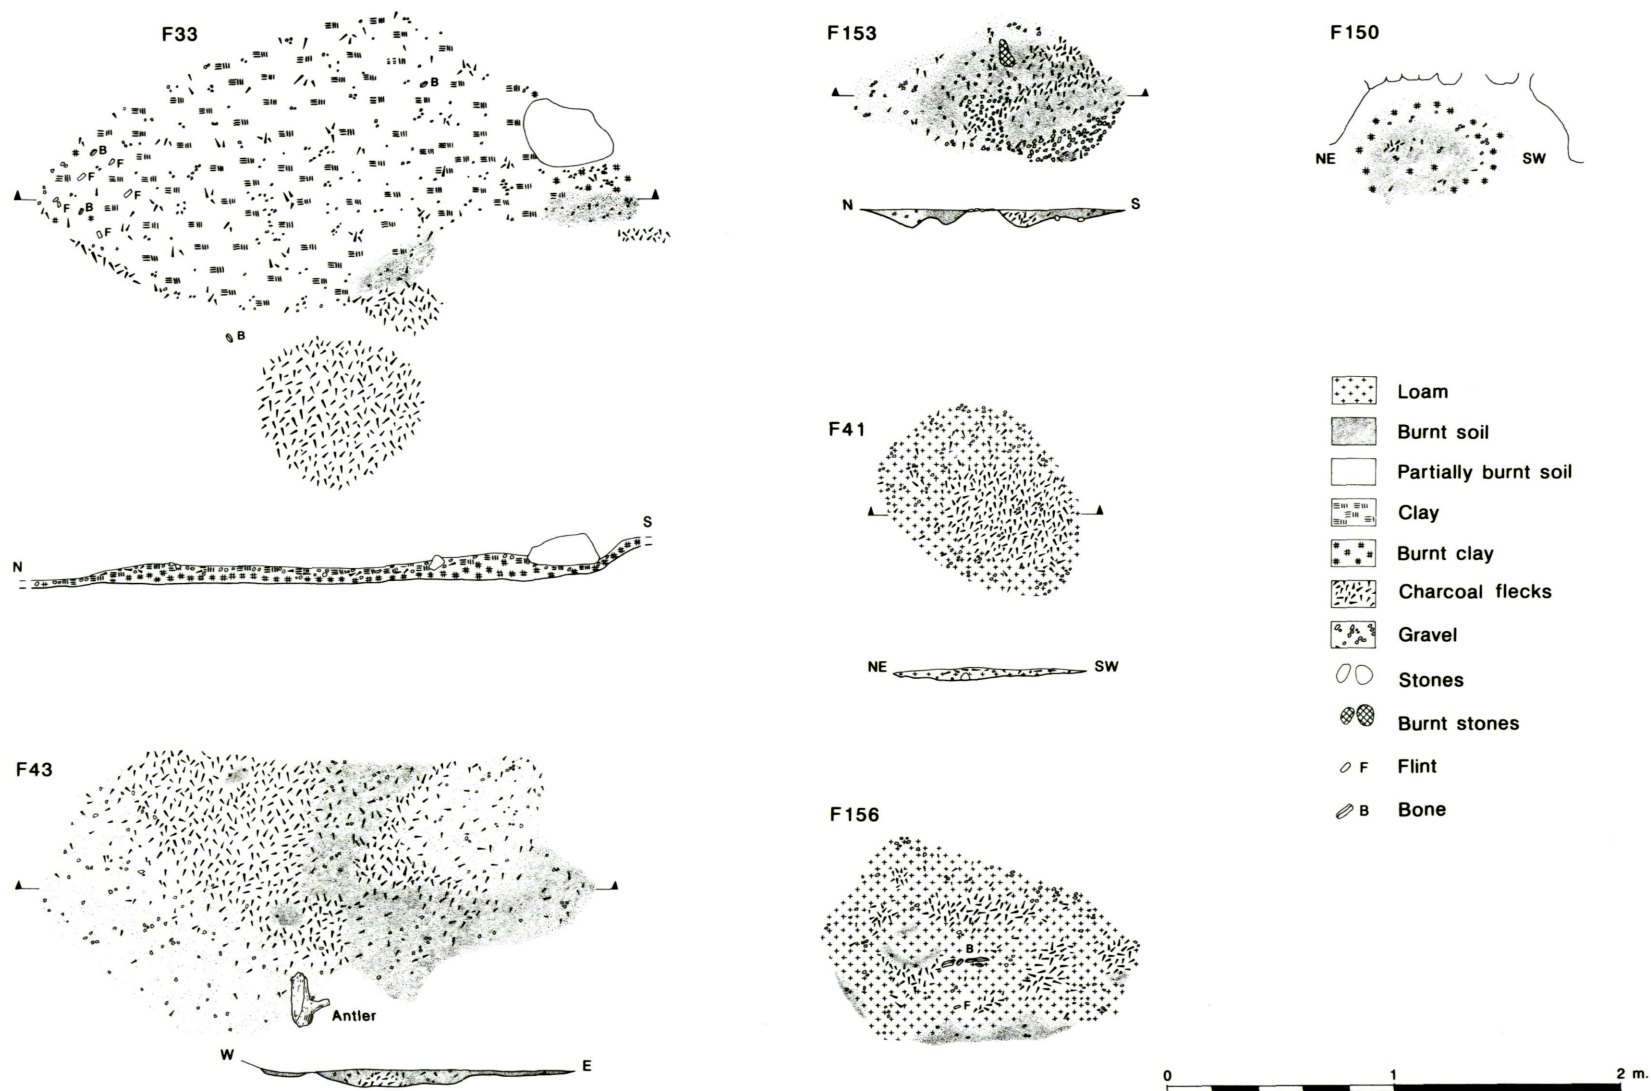 F33
B
B
F
F
F
B
F
B
N
S
F43
Antler
W
E
F153
N
S
F41
NE
SW
F156
B
F
F150
NE
SW
Loam
Burnt soil
Partially burnt soil
Clay
Burnt clay
Charcoal flecks
Gravel
Stones
Burnt stones
F Flint
B Bone
0 1 2 m.